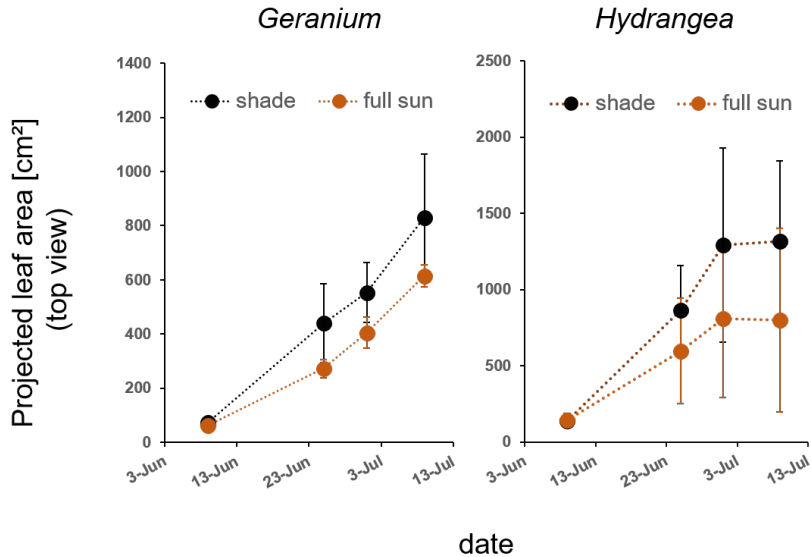 Geranium
Hydrangea
Projected leaf area [cm²]
(top view)
1400
1200
1000
800
600
400
200
0
shade
full sun
3-Jun
13-Jun
23-Jun
3-Jul
13-Jul
2500
2000
1500
1000
500
0
shade
full sun
3-Jun
13-Jun
23-Jun
3-Jul
13-Jul
date